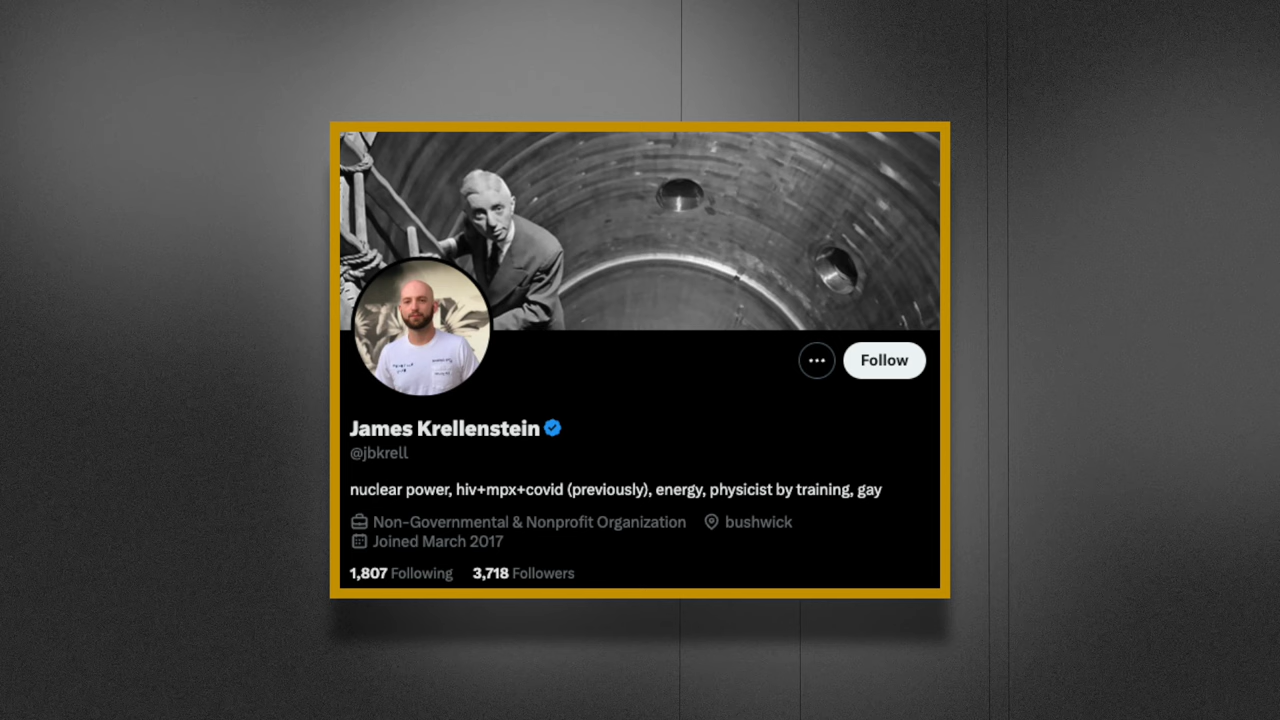 Follow
James Krellenstein
@jbkrell
nuclear power, hiv+mpx+covid (previously), energy, physicist by training, gay
Non-Governmental & Nonprofit Organization bushwick
Joined March 2017
1,807 Following 3,718 Followers